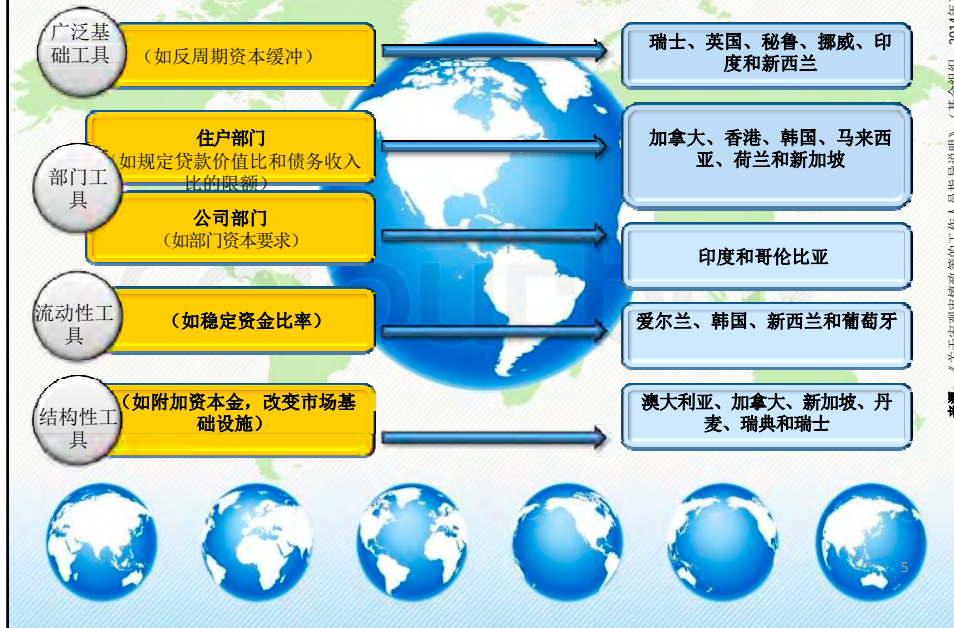 广泛基
础工具
（如反周期资本缓冲）
瑞士、英国、秘鲁、挪威、印
度和新西兰
部门工
具
住户部门
（如规定贷款价值比和债务收入
比的限额）
加拿大、香港、韩国、马来西
亚、荷兰和新加坡
公司部门
（如部门资本要求）
印度和哥伦比亚
流动性工
具
（如稳定资金比率）
爱尔兰、韩国、新西兰和葡萄牙
结构性工
具
（如附加资本金，改变市场基
础设施）
澳大利亚、加拿大、新加坡、丹
麦、瑞典和瑞士
5